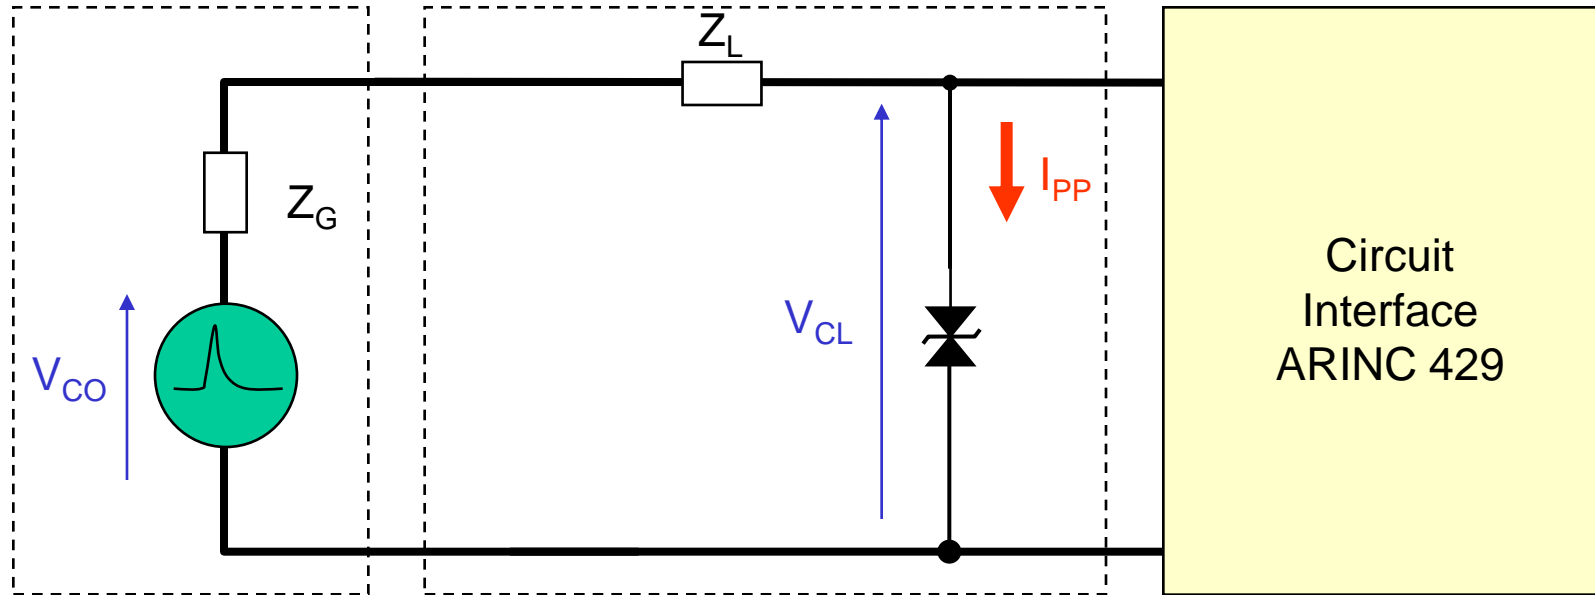 Z_L
Z_G
I_PP
V_CL
V_CO
Circuit
Interface
ARINC 429